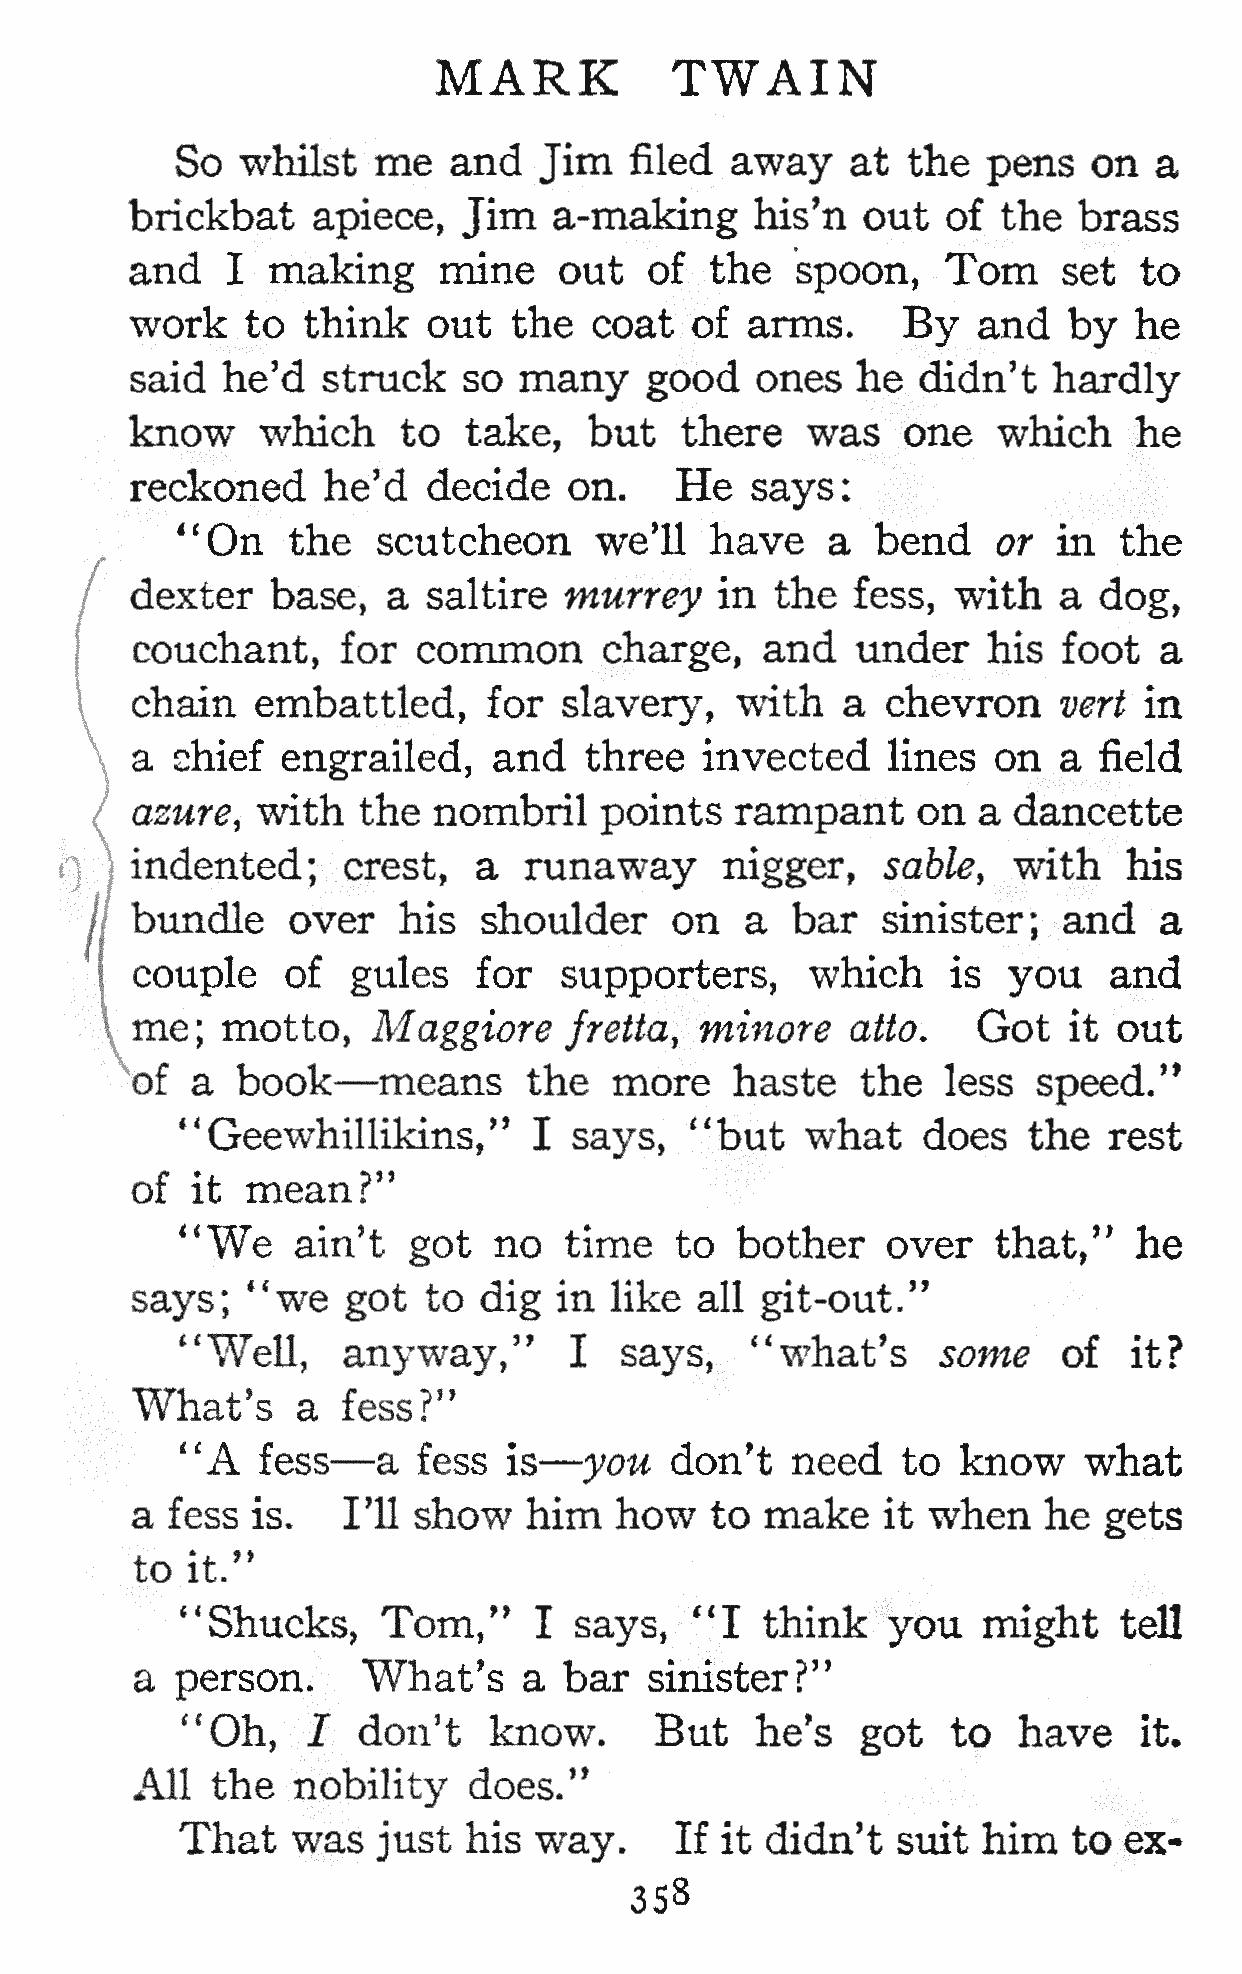 MARK TWAIN
So whilst me and Jim filed away at the pens on a
brickbat apiece, Jim a-making his'n out of the brass
and I making mine out of the spoon, Tom set to
work to think out the coat of arms. By and by he
said he'd struck so many good ones he didn't hardly
know which to take, but there was one which he
reckoned he'd decide on. He says:
"On the scutcheon we'll have a bend or in the
dexter base, a saltire murrey in the fess, with a dog,
couchant, for common charge, and under his foot a
chain embattled, for slavery, with a chevron vert in
a chief engrailed, and three invected lines on a field
azure, with the nombril points rampant on a dancette
indented; crest, a runaway nigger, sable, with his
bundle over his shoulder on a bar sinister; and a
couple of gules for supporters, which is you and
me; motto, Maggiore fretta, minore atto. Got it out
of a book—means the more haste the less speed."
"Geewhillikins," I says, "but what does the rest
of it mean?"
"We ain't got no time to bother over that," he
says; "we got to dig in like all git-out."
"Well, anyway," I says, "what's some of it?
What's a fess?"
"A fess—a fess is—you don't need to know what
a fess is. I'll show him how to make it when he gets
to it."
"Shucks, Tom," I says, "I think you might tell
a person. What's a bar sinister?"
"Oh, I don't know. But he's got to have it.
All the nobility does."
That was just his way. If it didn't suit him to ex-
358